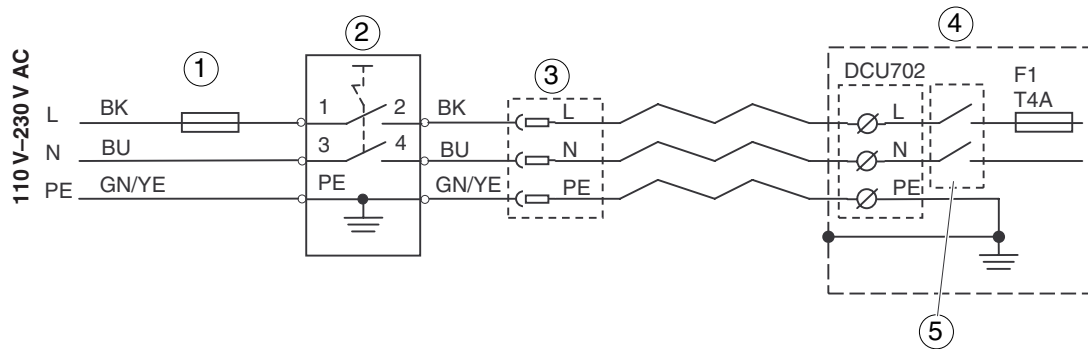 110 V–230 V AC
① ② ③ ④ ⑤
L BK 1 2 BK L DCU702 L F1 T4A
N BU 3 4 BU N N
PE GN/YE PE GN/YE PE PE